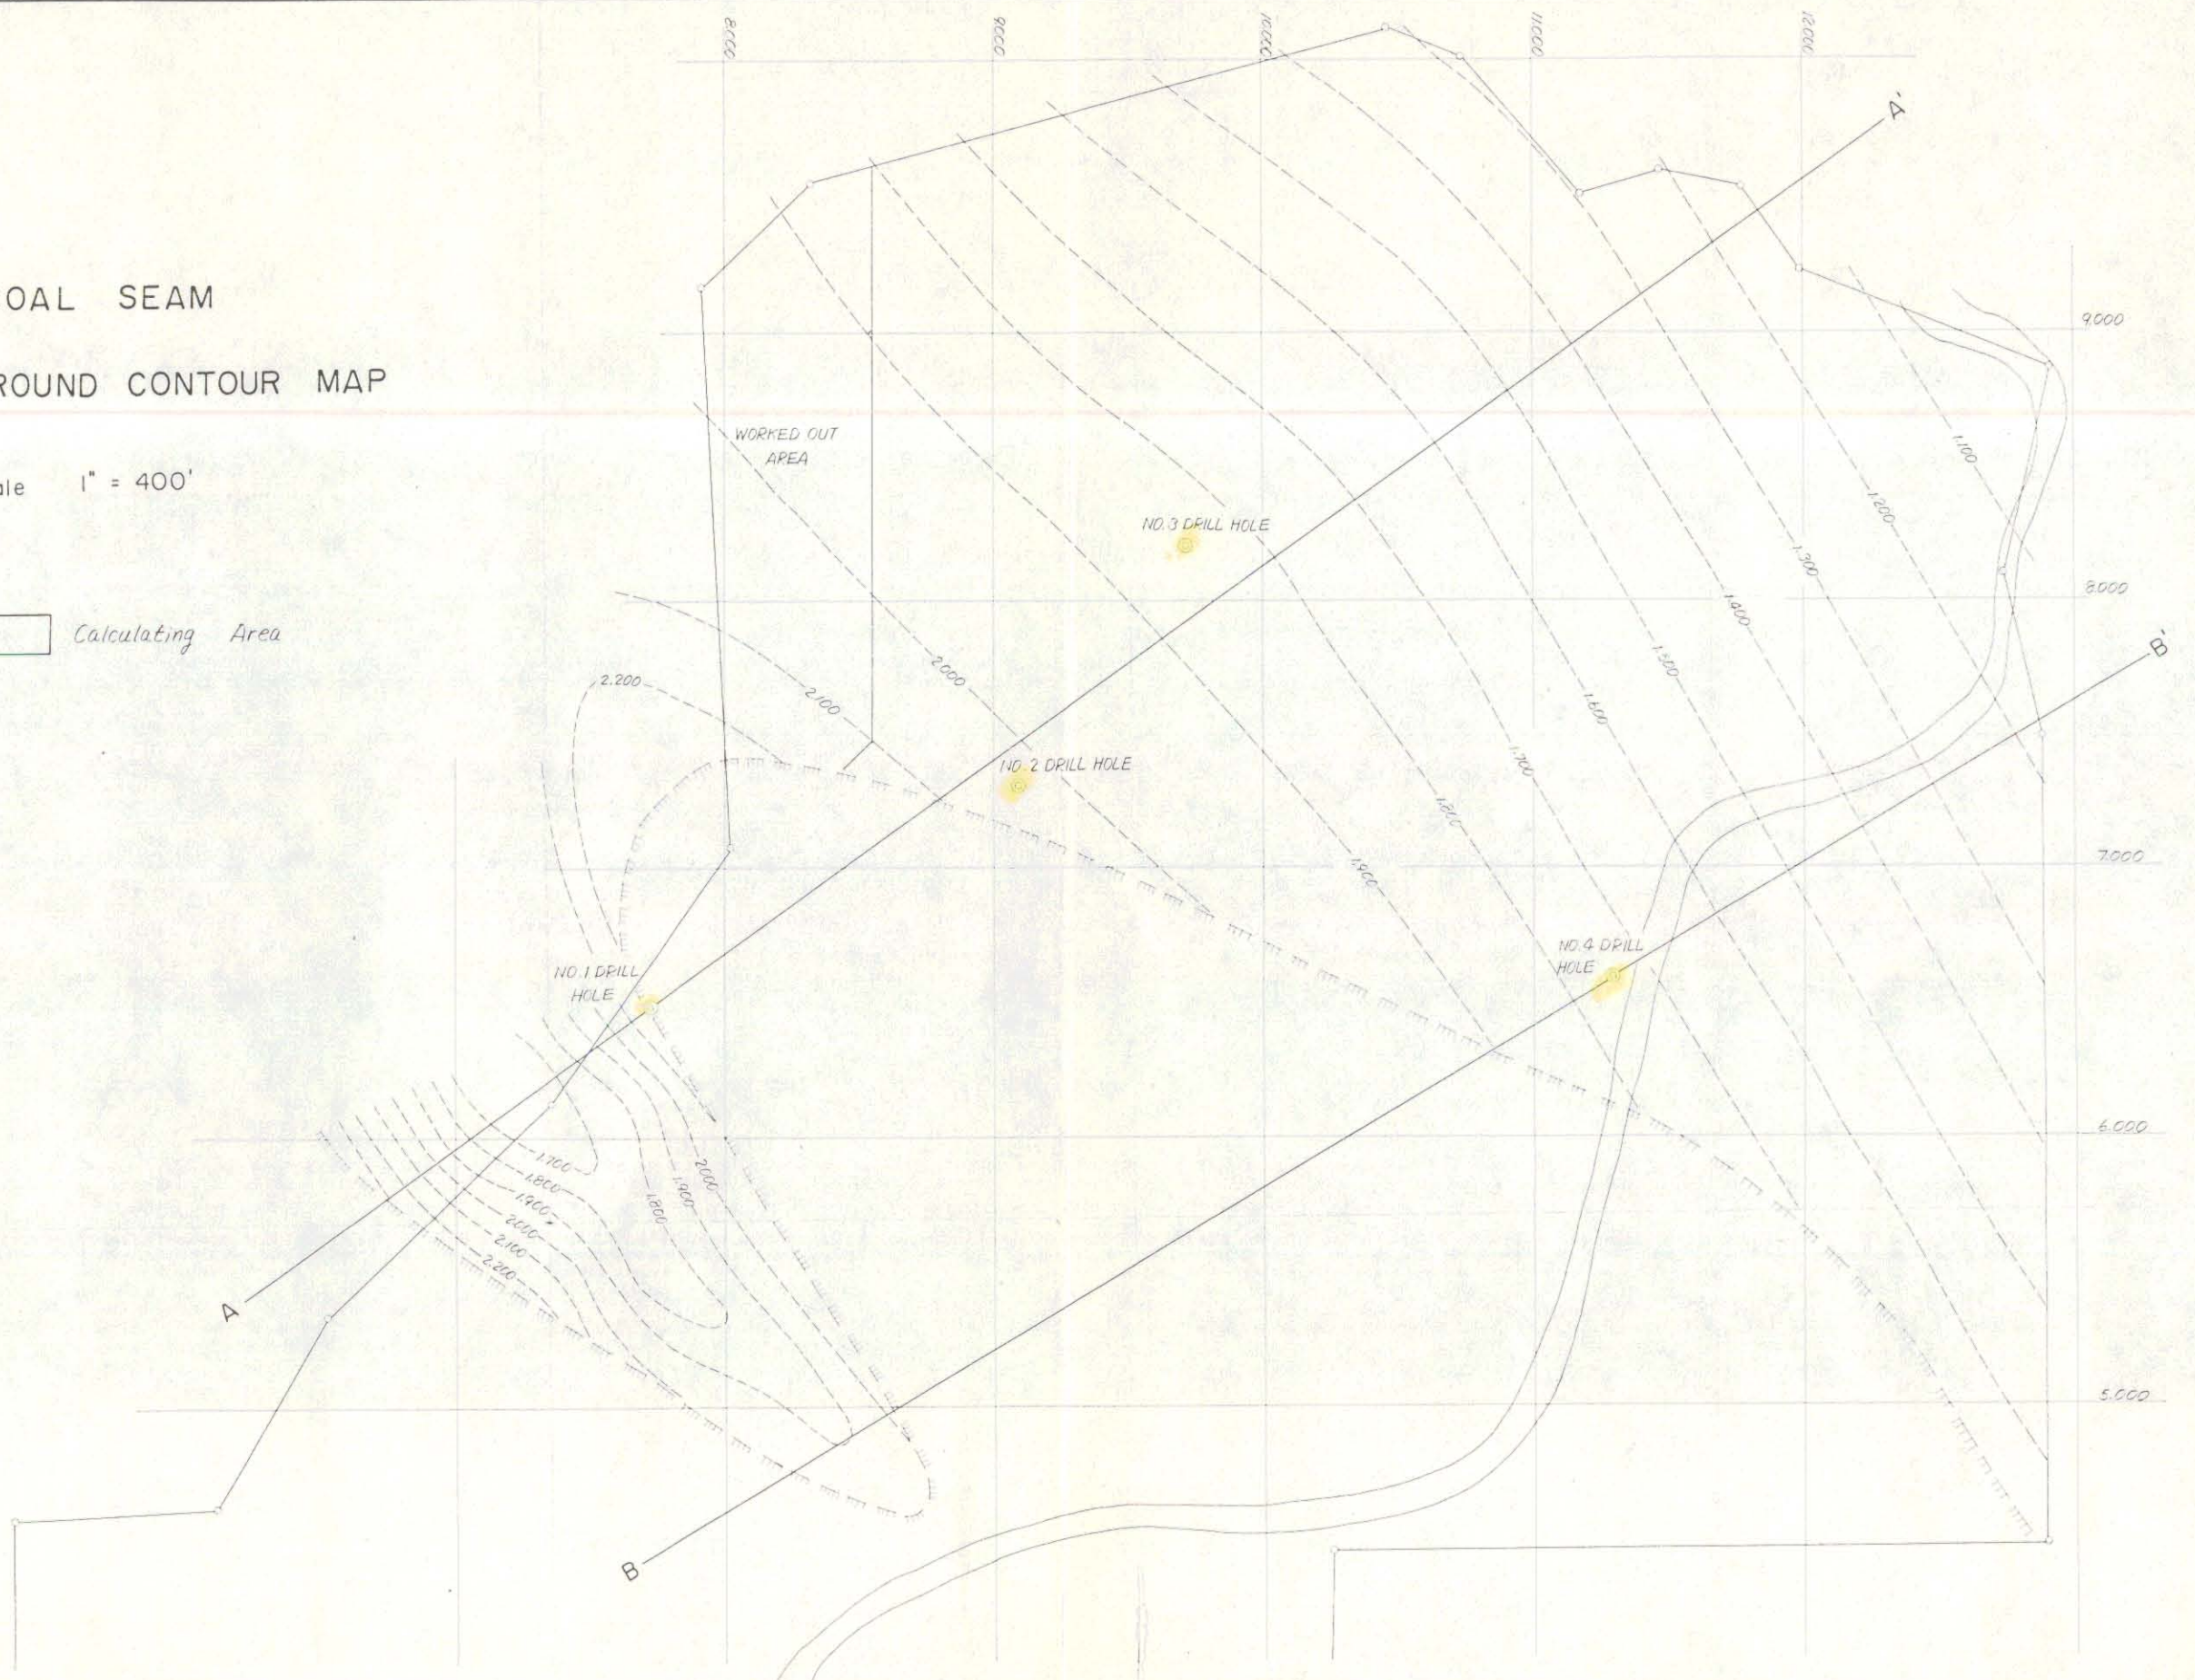 8000
9000
10000
11000
12000
A'
OAL SEAM
ROUND CONTOUR MAP
ale 1" = 400'
Calculating Area
9.000
8.000
7.000
6.000
5.000
WORKED OUT
AREA
NO. 3 DRILL HOLE
NO. 2 DRILL HOLE
NO. 1 DRILL
HOLE
NO. 4 DRILL
HOLE
1.100
1.200
1.300
1.400
1.500
1.600
1.700
1.800
1.900
2.000
2.100
2.200
B'
1.700
1.800
1.900
2.000
2.100
2.200
2.000
1.900
1.800
A
B